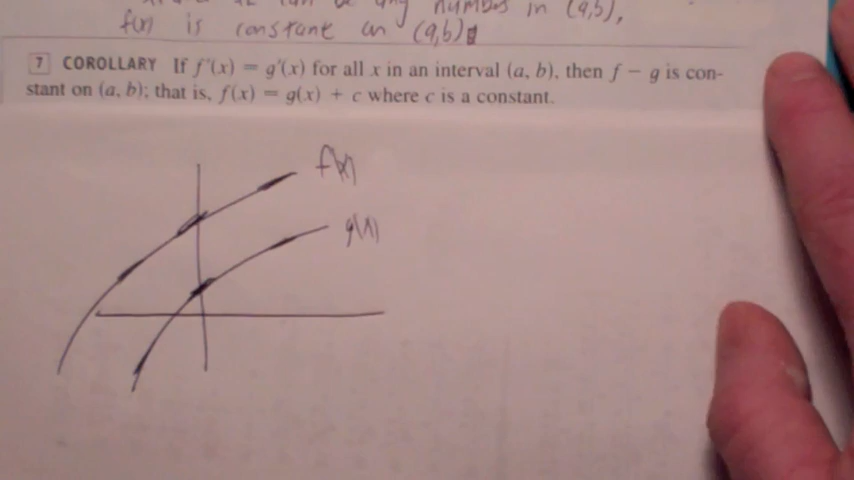 any numbers in (a,b),
f(x) is constant on (a,b)
7 COROLLARY If f′(x) = g′(x) for all x in an interval (a, b), then f − g is con-
stant on (a, b); that is, f(x) = g(x) + c where c is a constant.
f(x)
g(x)